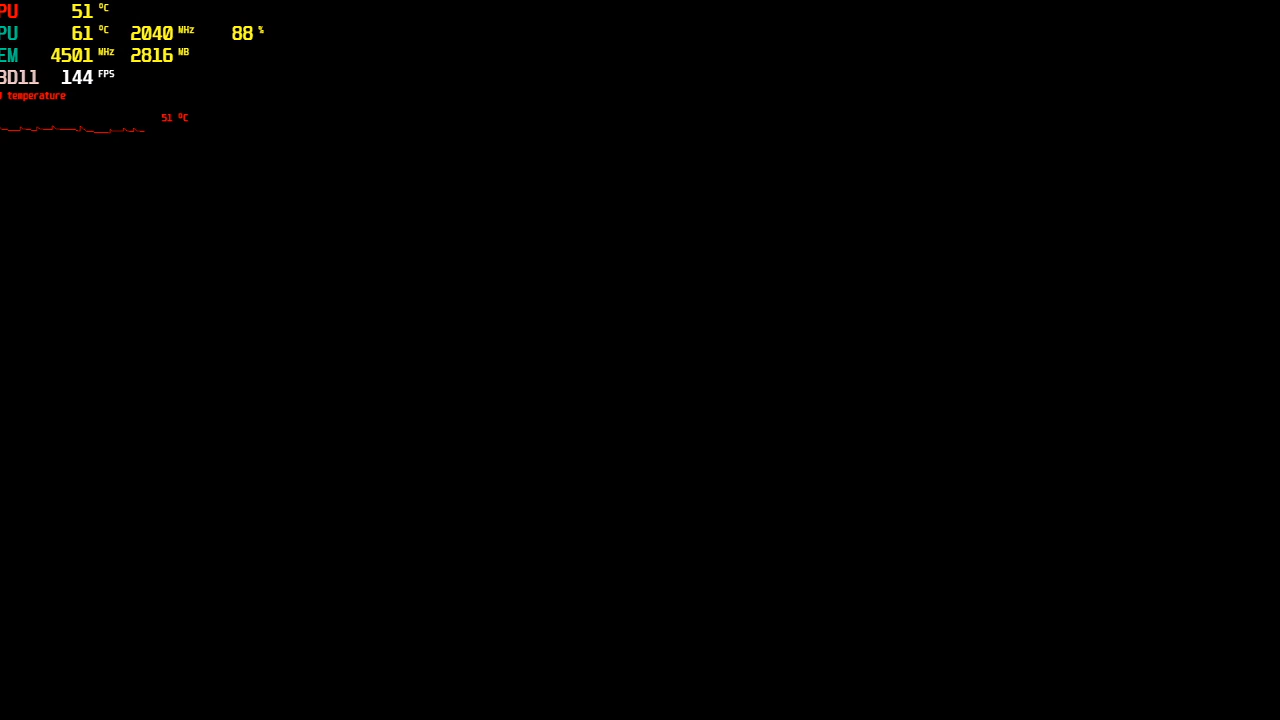 PU 51 °C
PU 61 °C 2040 MHz 88 %
EM 4501 MHz 2816 MB
3D11 144 FPS
temperature
51 °C